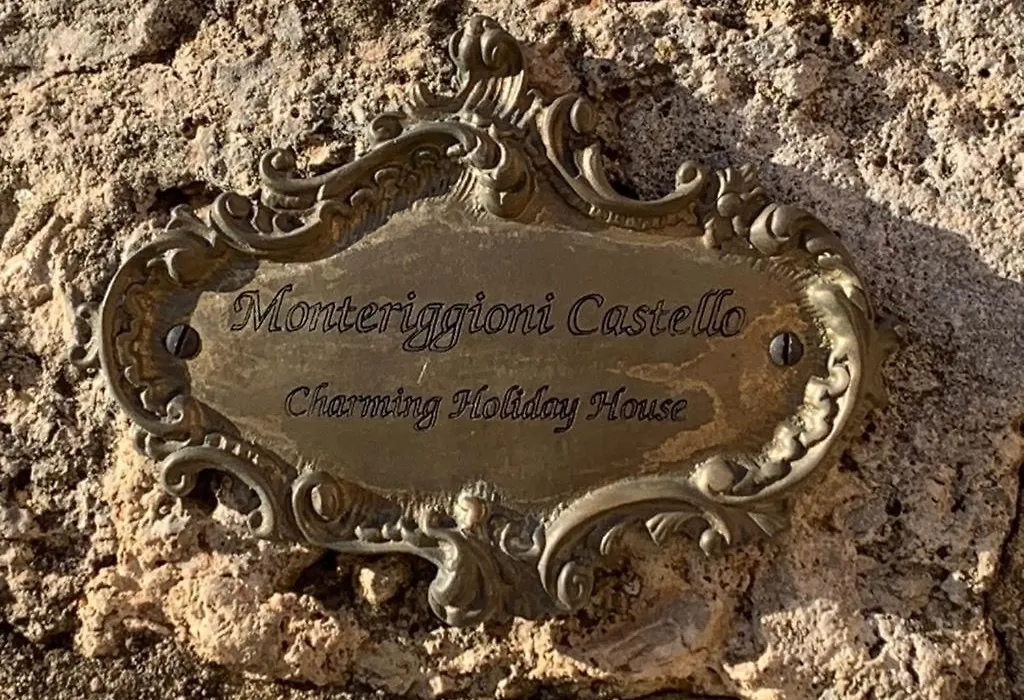 Monteriggioni Castello
Charming Holiday House